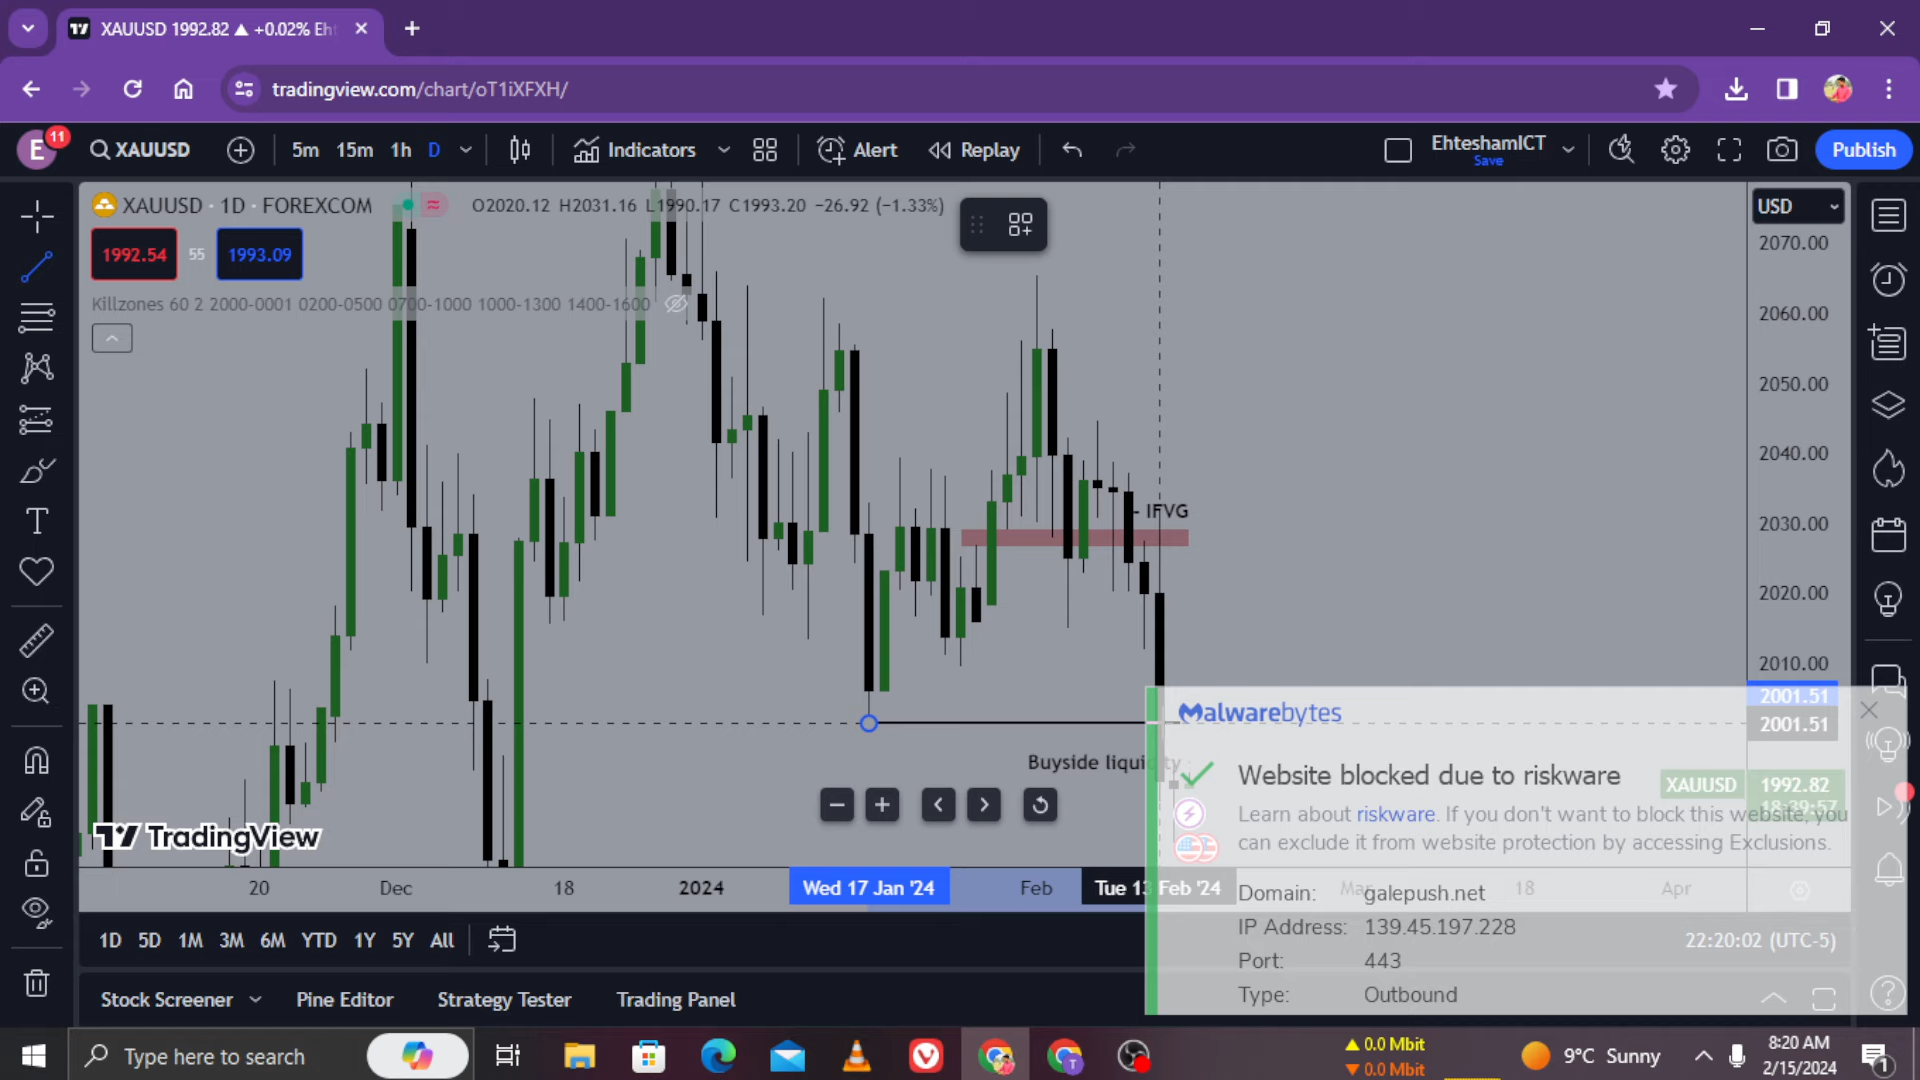 XAUUSD 1992.82 ▲ +0.02% Eht
tradingview.com/chart/oT1iXFXH/
E 11 XAUUSD 5m 15m 1h D Indicators Alert Replay EhteshamICT Save Publish
XAUUSD · 1D · FOREXCOM O2020.12 H2031.16 L1990.17 C1993.20 −26.92 (−1.33%) USD
1992.54 55 1993.09
Killzones 60 2 2000-0001 0200-0500 0700-1000 1000-1300 1400-1600
2070.00
2060.00
2050.00
2040.00
2030.00
2020.00
2010.00
2001.51
2001.51
- IFVG
Buyside liquidity
XAUUSD 1992.82
18:39:57
TradingView
20 Dec 18 2024 Wed 17 Jan '24 Feb Tue 13 Feb '24 Mar 18 Apr
Malwarebytes
Website blocked due to riskware
Learn about riskware. If you don't want to block this website, you
can exclude it from website protection by accessing Exclusions.
Domain: galepush.net
IP Address: 139.45.197.228
Port: 443
Type: Outbound
1D 5D 1M 3M 6M YTD 1Y 5Y All 22:20:02 (UTC-5)
Stock Screener Pine Editor Strategy Tester Trading Panel
Type here to search
▲ 0.0 Mbit
▼ 0.0 Mbit
9°C Sunny
8:20 AM
2/15/2024
1